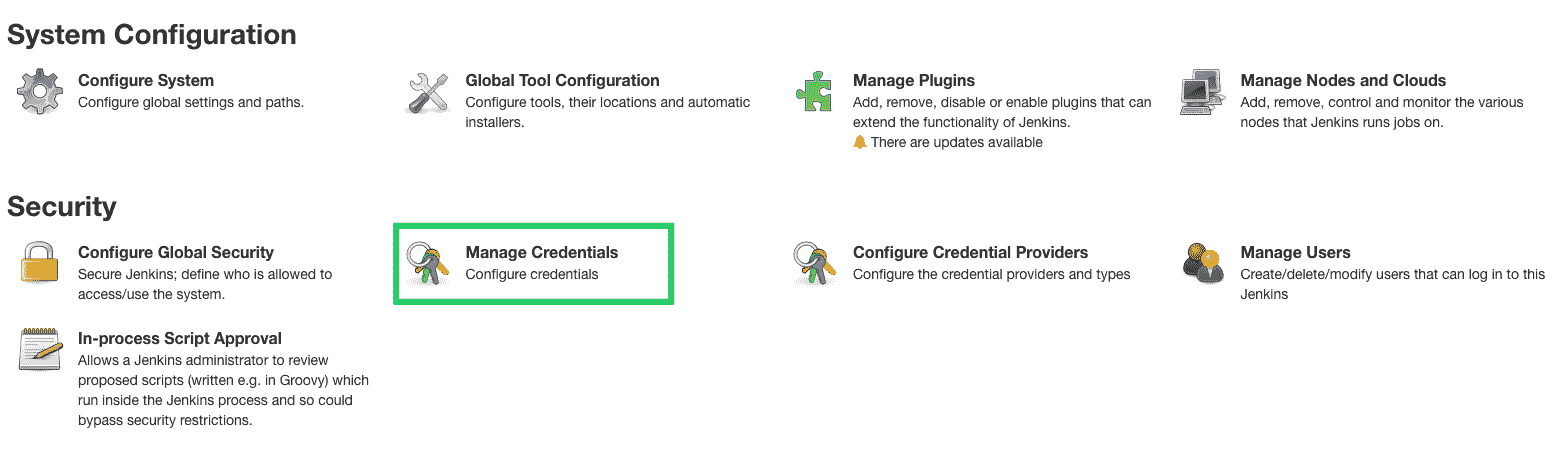 System Configuration
Configure System
Configure global settings and paths.
Global Tool Configuration
Configure tools, their locations and automatic
installers.
Manage Plugins
Add, remove, disable or enable plugins that can
extend the functionality of Jenkins.
There are updates available
Manage Nodes and Clouds
Add, remove, control and monitor the various
nodes that Jenkins runs jobs on.
Security
Configure Global Security
Secure Jenkins; define who is allowed to
access/use the system.
Manage Credentials
Configure credentials
Configure Credential Providers
Configure the credential providers and types
Manage Users
Create/delete/modify users that can log in to this
Jenkins
In-process Script Approval
Allows a Jenkins administrator to review
proposed scripts (written e.g. in Groovy) which
run inside the Jenkins process and so could
bypass security restrictions.